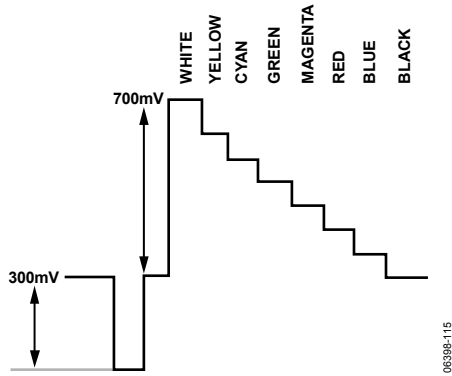 WHITE
YELLOW
CYAN
GREEN
MAGENTA
RED
BLUE
BLACK
700mV
300mV
06398-115